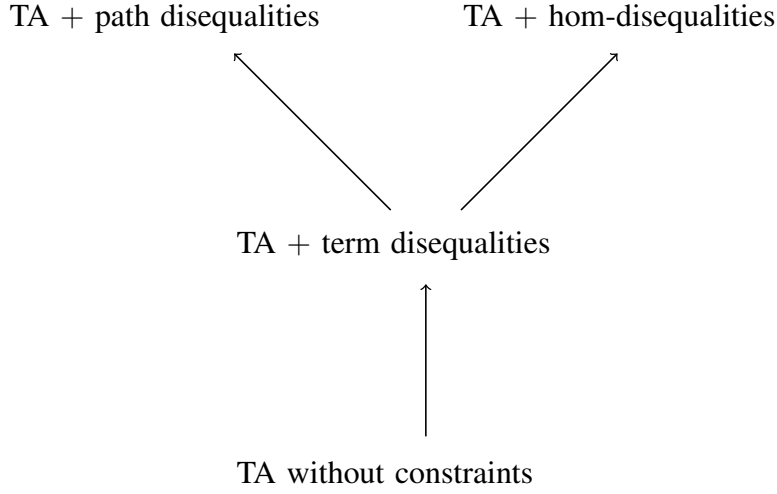 TA + path disequalities
TA + hom-disequalities
TA + term disequalities
TA without constraints